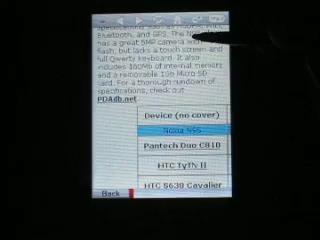 Bluetooth, and GPS. The
has a great 5MP camera
flash, but lacks a touch screen and
full Qwerty keyboard. It also
includes 160Mb of internal memory
and a removable 1Gb Micro SD
card. For a thorough rundown of
specifications, check out
PDAdb.net
Device (no cover)
Nokia N95
Pantech Duo C810
HTC TyTN II
HTC S630 Cavalier
Back